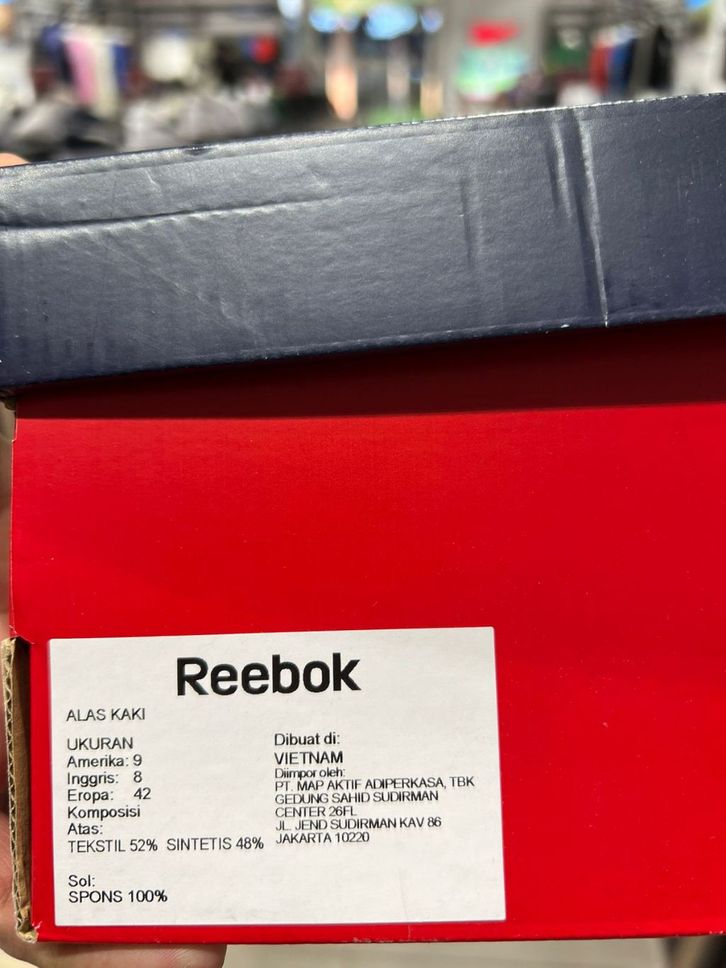 Reebok
ALAS KAKI
UKURAN
Amerika: 9
Inggris: 8
Eropa: 42
Komposisi
Atas:
TEKSTIL 52% SINTETIS 48%
Sol:
SPONS 100%
Dibuat di:
VIETNAM
Diimpor oleh:
PT. MAP AKTIF ADIPERKASA, TBK
GEDUNG SAHID SUDIRMAN
CENTER 26FL
JL. JEND SUDIRMAN KAV 86
JAKARTA 10220